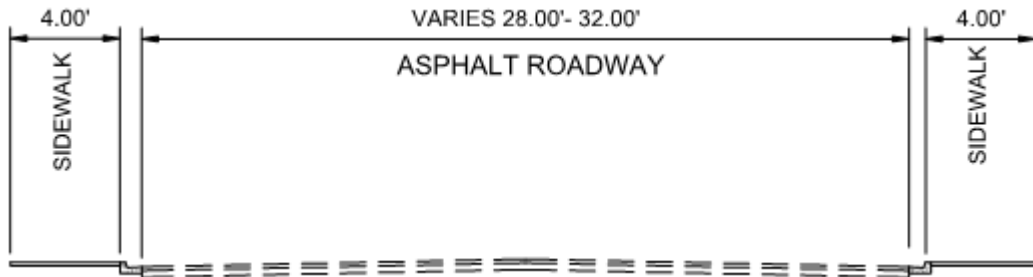 4.00'
VARIES 28.00'- 32.00'
4.00'
ASPHALT ROADWAY
SIDEWALK
SIDEWALK